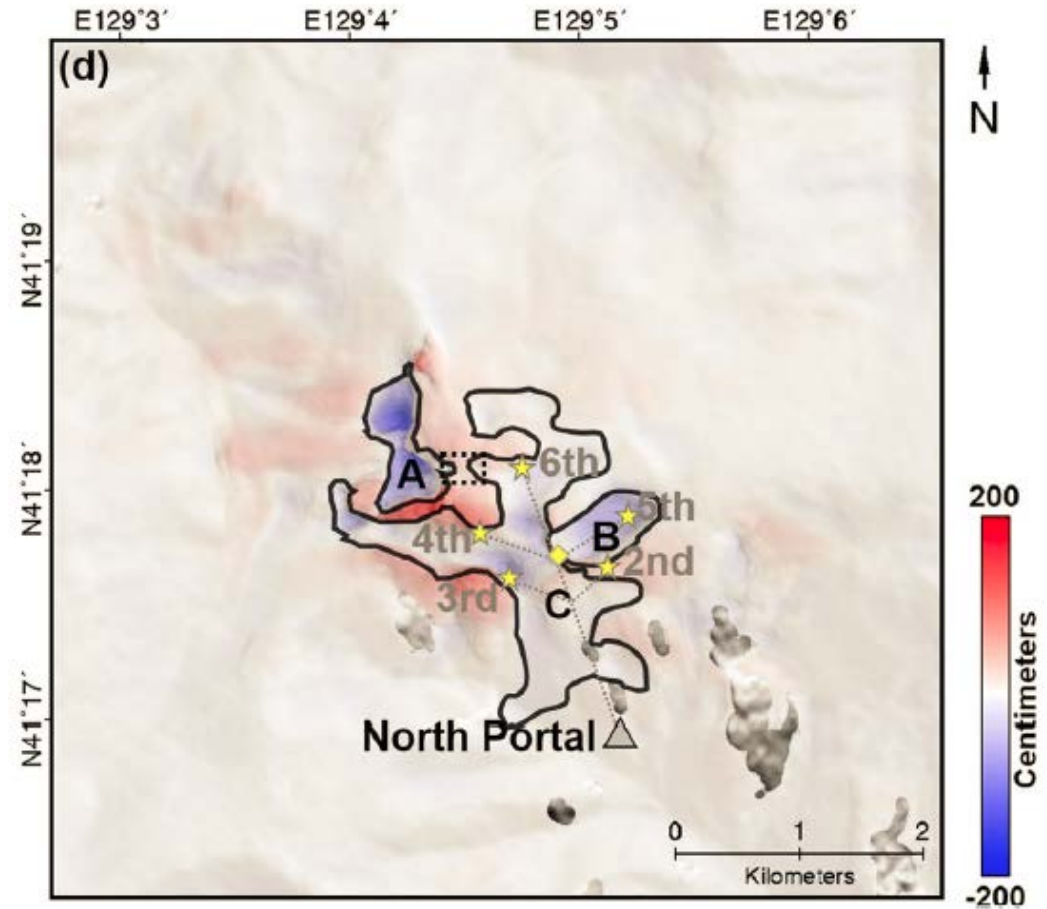 E129°3′ E129°4′ E129°5′ E129°6′
(d)
N
N41°19′
N41°18′
N41°17′
A
6th
5th
B
4th
2nd
3rd
C
North Portal
0 1 2
Kilometers
200
Centimeters
-200